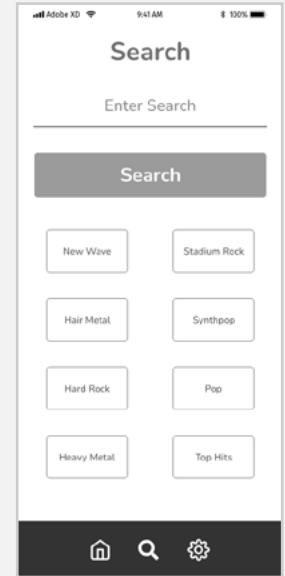 Adobe XD 9:41 AM 100%
Search
Enter Search
Search
New Wave Stadium Rock
Hair Metal Synthpop
Hard Rock Pop
Heavy Metal Top Hits